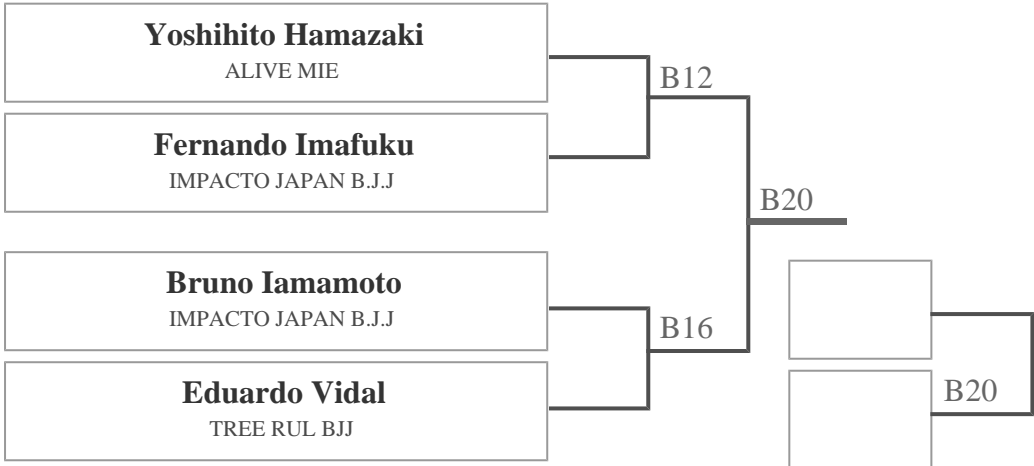 Yoshihito Hamazaki
ALIVE MIE
B12
Fernando Imafuku
IMPACTO JAPAN B.J.J
B20
Bruno Iamamoto
IMPACTO JAPAN B.J.J
B16
Eduardo Vidal
TREE RUL BJJ
B20